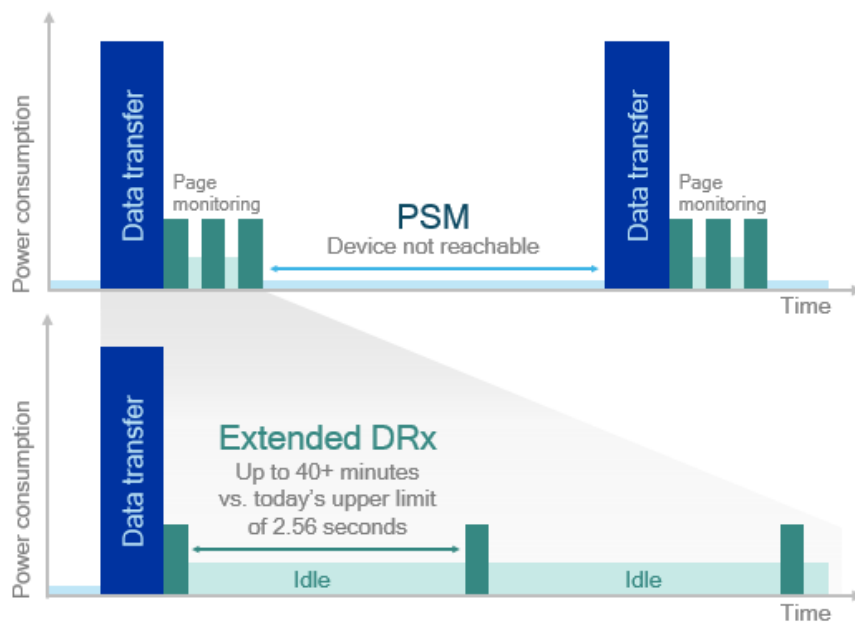 Power consumption
Data transfer
Page
monitoring
PSM
Device not reachable
Data transfer
Page
monitoring
Time
Power consumption
Data transfer
Extended DRx
Up to 40+ minutes
vs. today's upper limit
of 2.56 seconds
Idle
Idle
Time